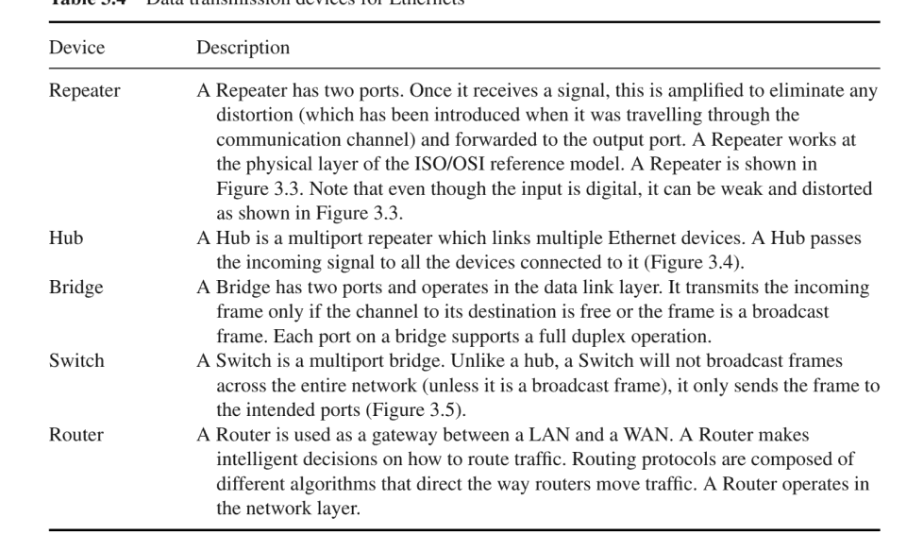 Table 3.4 Data transmission devices for Ethernets
Device Description
Repeater A Repeater has two ports. Once it receives a signal, this is amplified to eliminate any
distortion (which has been introduced when it was travelling through the
communication channel) and forwarded to the output port. A Repeater works at
the physical layer of the ISO/OSI reference model. A Repeater is shown in
Figure 3.3. Note that even though the input is digital, it can be weak and distorted
as shown in Figure 3.3.
Hub A Hub is a multiport repeater which links multiple Ethernet devices. A Hub passes
the incoming signal to all the devices connected to it (Figure 3.4).
Bridge A Bridge has two ports and operates in the data link layer. It transmits the incoming
frame only if the channel to its destination is free or the frame is a broadcast
frame. Each port on a bridge supports a full duplex operation.
Switch A Switch is a multiport bridge. Unlike a hub, a Switch will not broadcast frames
across the entire network (unless it is a broadcast frame), it only sends the frame to
the intended ports (Figure 3.5).
Router A Router is used as a gateway between a LAN and a WAN. A Router makes
intelligent decisions on how to route traffic. Routing protocols are composed of
different algorithms that direct the way routers move traffic. A Router operates in
the network layer.